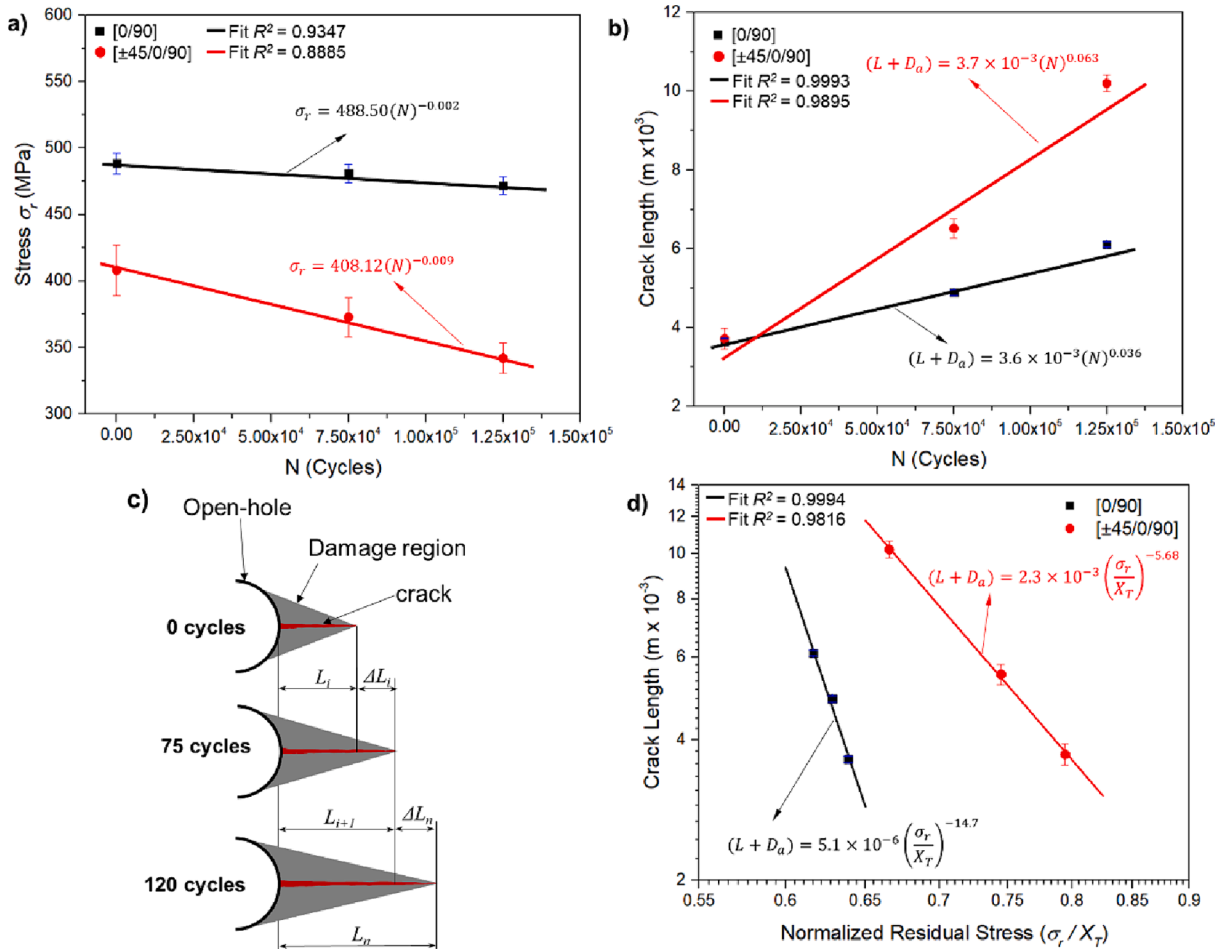 a)
[0/90] Fit R² = 0.9347
[±45/0/90] Fit R² = 0.8885
σᵣ = 488.50(N)^−0.002
σᵣ = 408.12(N)^−0.009
600
550
500
450
400
350
300
Stress σᵣ (MPa)
0.00 2.50x10⁴ 5.00x10⁴ 7.50x10⁴ 1.00x10⁵ 1.25x10⁵ 1.50x10⁵
N (Cycles)
b)
[0/90]
[±45/0/90]
Fit R² = 0.9993
Fit R² = 0.9895
(L + Dₐ) = 3.7 × 10⁻³(N)^0.063
(L + Dₐ) = 3.6 × 10⁻³(N)^0.036
12
10
8
6
4
2
Crack length (m x10³)
0.00 2.50x10⁴ 5.00x10⁴ 7.50x10⁴ 1.00x10⁵ 1.25x10⁵ 1.50x10⁵
N (Cycles)
c)
Open-hole
Damage region
crack
0 cycles
Lᵢ ΔLᵢ
75 cycles
Lᵢ₊₁ ΔLₙ
120 cycles
Lₙ
d)
Fit R² = 0.9994
Fit R² = 0.9816
[0/90]
[±45/0/90]
(L + Dₐ) = 2.3 × 10⁻³ (σᵣ/X_T)^−5.68
(L + Dₐ) = 5.1 × 10⁻⁶ (σᵣ/X_T)^−14.7
14
12
10
8
6
4
2
Crack Length (m x 10⁻³)
0.55 0.6 0.65 0.7 0.75 0.8 0.85 0.9
Normalized Residual Stress (σᵣ / X_T)